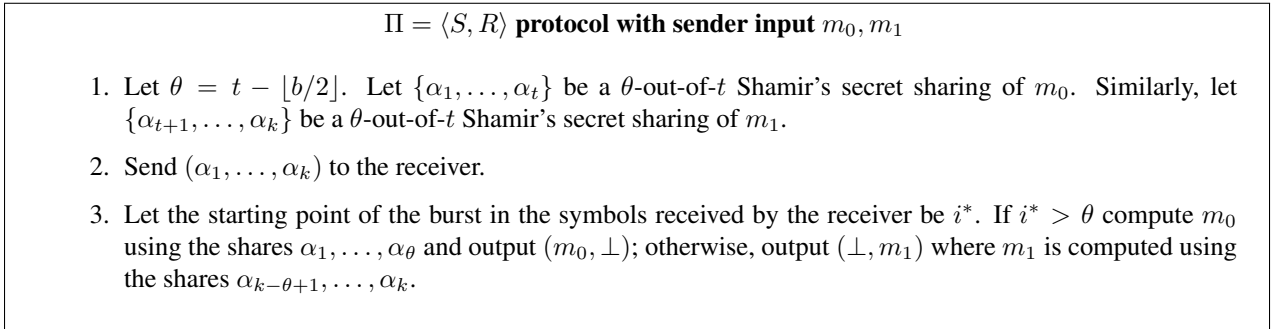 Π = ⟨S, R⟩ protocol with sender input m₀, m₁
1. Let θ = t − ⌊b/2⌋. Let {α₁, . . . , αₜ} be a θ-out-of-t Shamir's secret sharing of m₀. Similarly, let
{αₜ₊₁, . . . , αₖ} be a θ-out-of-t Shamir's secret sharing of m₁.
2. Send (α₁, . . . , αₖ) to the receiver.
3. Let the starting point of the burst in the symbols received by the receiver be i*. If i* > θ compute m₀
using the shares α₁, . . . , α_θ and output (m₀, ⊥); otherwise, output (⊥, m₁) where m₁ is computed using
the shares α_{k−θ+1}, . . . , αₖ.